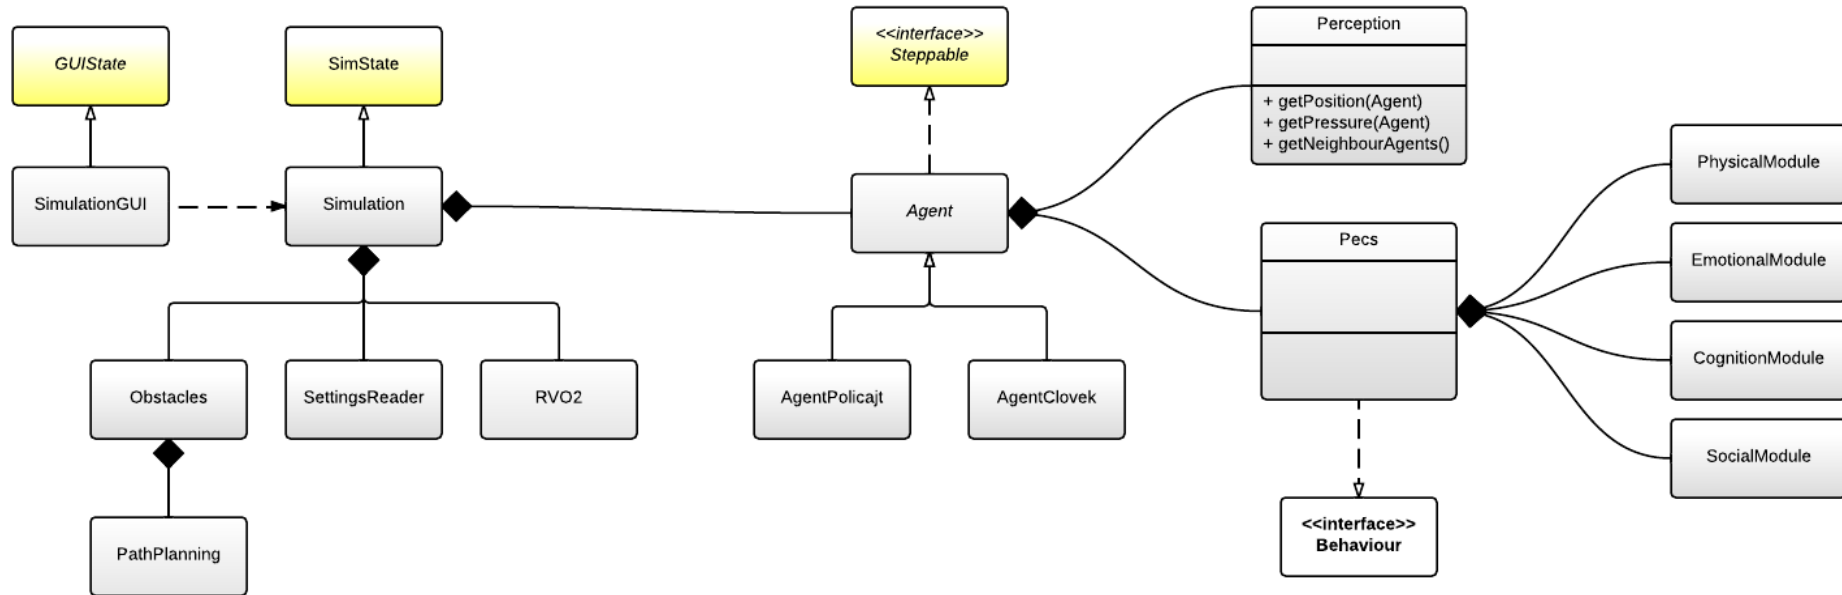 GUIState
SimState
<<interface>>
Steppable
Perception
+ getPosition(Agent)
+ getPressure(Agent)
+ getNeighbourAgents()
SimulationGUI
Simulation
Agent
Pecs
PhysicalModule
EmotionalModule
CognitionModule
SocialModule
Obstacles
SettingsReader
RVO2
AgentPolicajt
AgentClovek
PathPlanning
<<interface>>
Behaviour